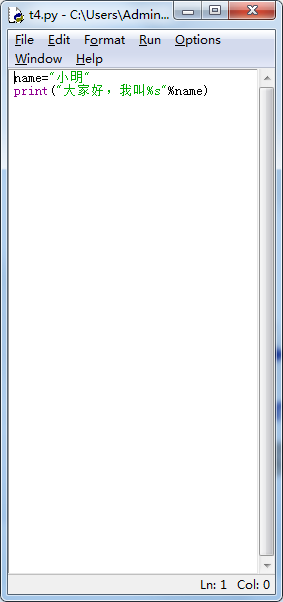 t4.py - C:\Users\Admin...
File Edit Format Run Options
Window Help
name="小明"
print("大家好，我叫%s"%name)
Ln: 1 Col: 0